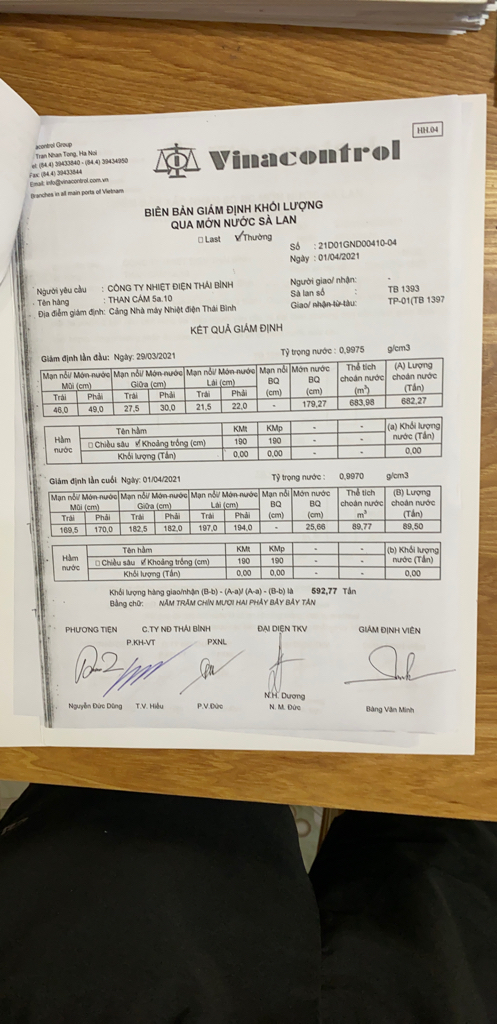 HH.04
acontrol Group
Tran Nhan Tong, Ha Noi
el: (84.4) 39433840 - (84.4) 39434950
Fax: (84.4) 39433844
Email: info@vinacontrol.com.vn
Branches in all main ports of Vietnam
Vinacontrol
BIÊN BẢN GIÁM ĐỊNH KHỐI LƯỢNG
QUA MỚN NƯỚC SÀ LAN
Last Thường
Số : 21D01GND00410-04
Ngày : 01/04/2021
Người yêu cầu : CÔNG TY NHIỆT ĐIỆN THÁI BÌNH
Người giao/ nhận: -
Tên hàng : THAN CÁM 5a.10
Sà lan số : TB 1393
Địa điểm giám định: Cảng Nhà máy Nhiệt điện Thái Bình
Giao/ nhận từ tàu: TP-01(TB 1397
KẾT QUẢ GIÁM ĐỊNH
Giám định lần đầu: Ngày: 29/03/2021 Tỷ trọng nước : 0,9975 g/cm3
Mạn nổi/ Mớn nước Mũi (cm) Mạn nổi/ Mớn nước Giữa (cm) Mạn nổi/ Mớn nước Lái (cm) Mạn nổi BQ (cm) Mớn nước BQ (cm) Thể tích choán nước (m³) (A) Lượng choán nước (Tấn)
Trái Phải Trái Phải Trái Phải
46,0 49,0 27,5 30,0 21,5 22,0 - 179,27 683,98 682,27
Hầm nước Tên hầm KMt KMp - - (a) Khối lượng nước (Tấn)
Chiều sâu Khoảng trống (cm) 190 190 - -
Khối lượng (Tấn) 0,00 0,00 - - 0,00
Giám định lần cuối Ngày: 01/04/2021 Tỷ trọng nước : 0,9970 g/cm3
Mạn nổi/ Mớn nước Mũi (cm) Mạn nổi/ Mớn nước Giữa (cm) Mạn nổi/ Mớn nước Lái (cm) Mạn nổi BQ (cm) Mớn nước BQ (cm) Thể tích choán nước m³ (B) Lượng choán nước (Tấn)
Trái Phải Trái Phải Trái Phải
169,5 170,0 182,5 182,0 197,0 194,0 - 25,66 89,77 89,50
Hầm nước Tên hầm KMt KMp - - (b) Khối lượng nước (Tấn)
Chiều sâu Khoảng trống (cm) 190 190 - -
Khối lượng (Tấn) 0,00 0,00 - - 0,00
Khối lượng hàng giao/nhận (B-b) - (A-a)/ (A-a) - (B-b) là 592,77 Tấn
Bằng chữ: NĂM TRĂM CHÍN MƯƠI HAI PHẨY BẢY BẢY TẤN
PHƯƠNG TIỆN C.TY NĐ THÁI BÌNH ĐẠI DIỆN TKV GIÁM ĐỊNH VIÊN
P.KH-VT PXNL
N.H. Dương
Nguyễn Đức Dũng T.V. Hiếu P.V.Đức N. M. Đức Bàng Văn Minh